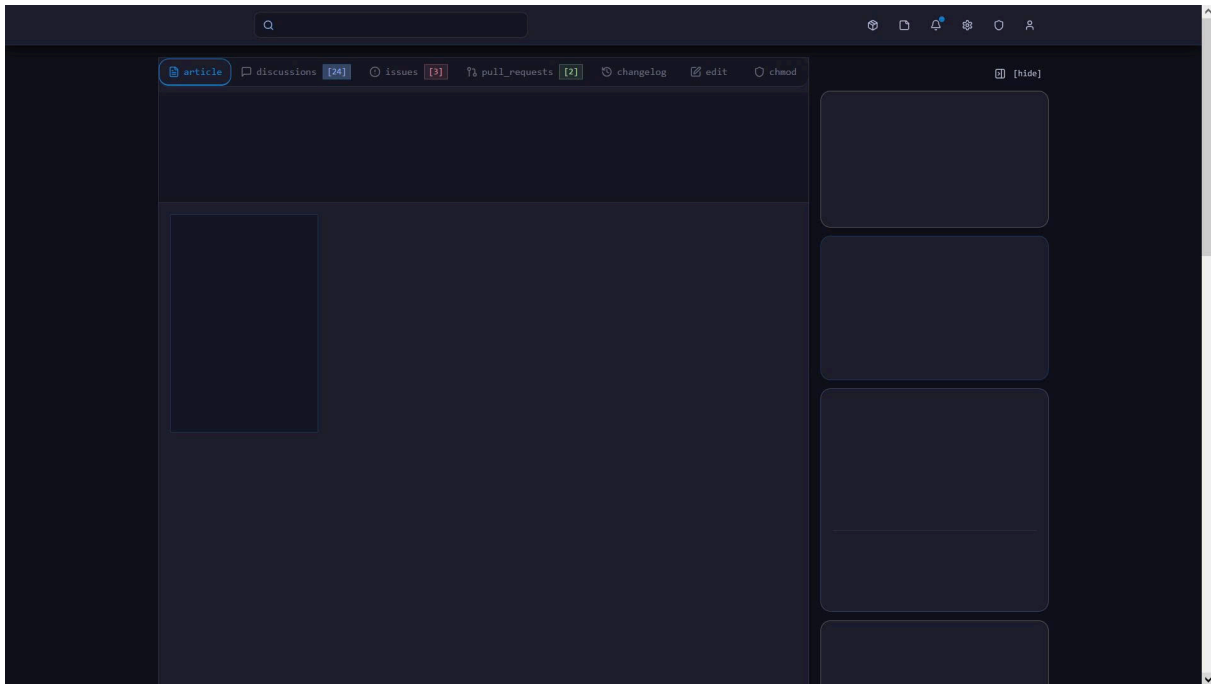 article discussions [24] issues [3] pull_requests [2] changelog edit chmod
[hide]